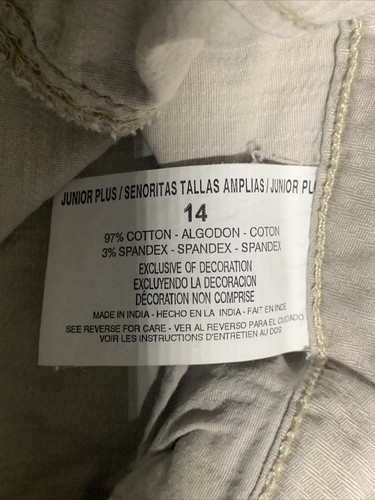 JUNIOR PLUS / SENORITAS TALLAS AMPLIAS / JUNIOR PL
14
97% COTTON - ALGODON - COTON
3% SPANDEX - SPANDEX - SPANDEX
EXCLUSIVE OF DECORATION
EXCLUYENDO LA DECORACION
DÉCORATION NON COMPRISE
MADE IN INDIA - HECHO EN LA INDIA - FAIT EN INDE
SEE REVERSE FOR CARE - VER AL REVERSO PARA EL CUIDADO
VOIR LES INSTRUCTIONS D'ENTRETIEN AU DOS